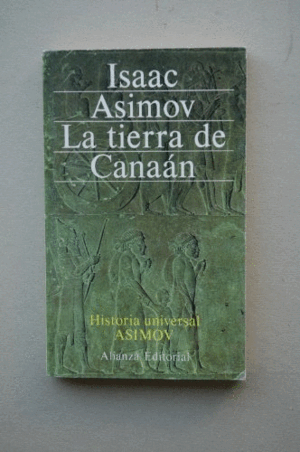 Isaac
Asimov
La tierra de
Canaán
Historia universal
ASIMOV
Alianza Editorial